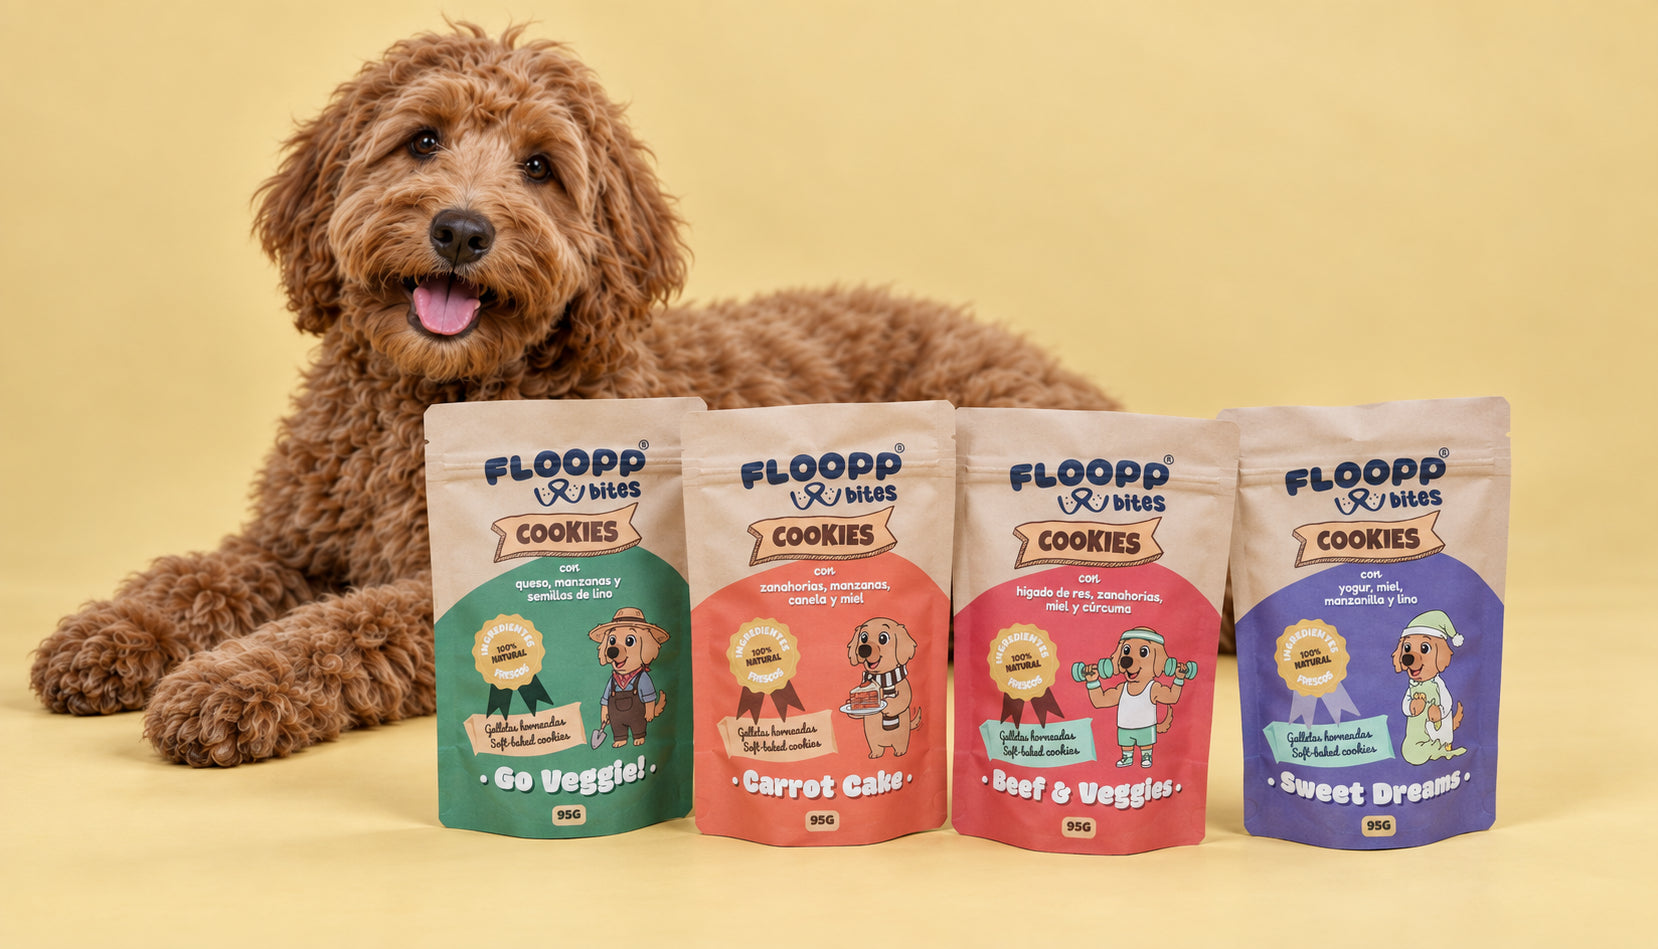 FLOOPP®
bites
COOKIES
con
queso, manzanas y
semillas de lino
INGREDIENTES
100%
NATURAL
FRESCOS
Galletas horneadas
Soft-baked cookies
· Go Veggie! ·
95G
FLOOPP®
bites
COOKIES
con
zanahorias, manzanas,
canela y miel
INGREDIENTES
100%
NATURAL
FRESCOS
Galletas horneadas
Soft-baked cookies
· Carrot Cake ·
95G
FLOOPP®
bites
COOKIES
con
hígado de res, zanahorias,
miel y cúrcuma
INGREDIENTES
100%
NATURAL
FRESCOS
Galletas horneadas
Soft-baked cookies
· Beef & Veggies ·
95G
FLOOPP®
bites
COOKIES
con
yogur, miel,
manzanilla y lino
INGREDIENTES
100%
NATURAL
FRESCOS
Galletas horneadas
Soft-baked cookies
· Sweet Dreams ·
95G